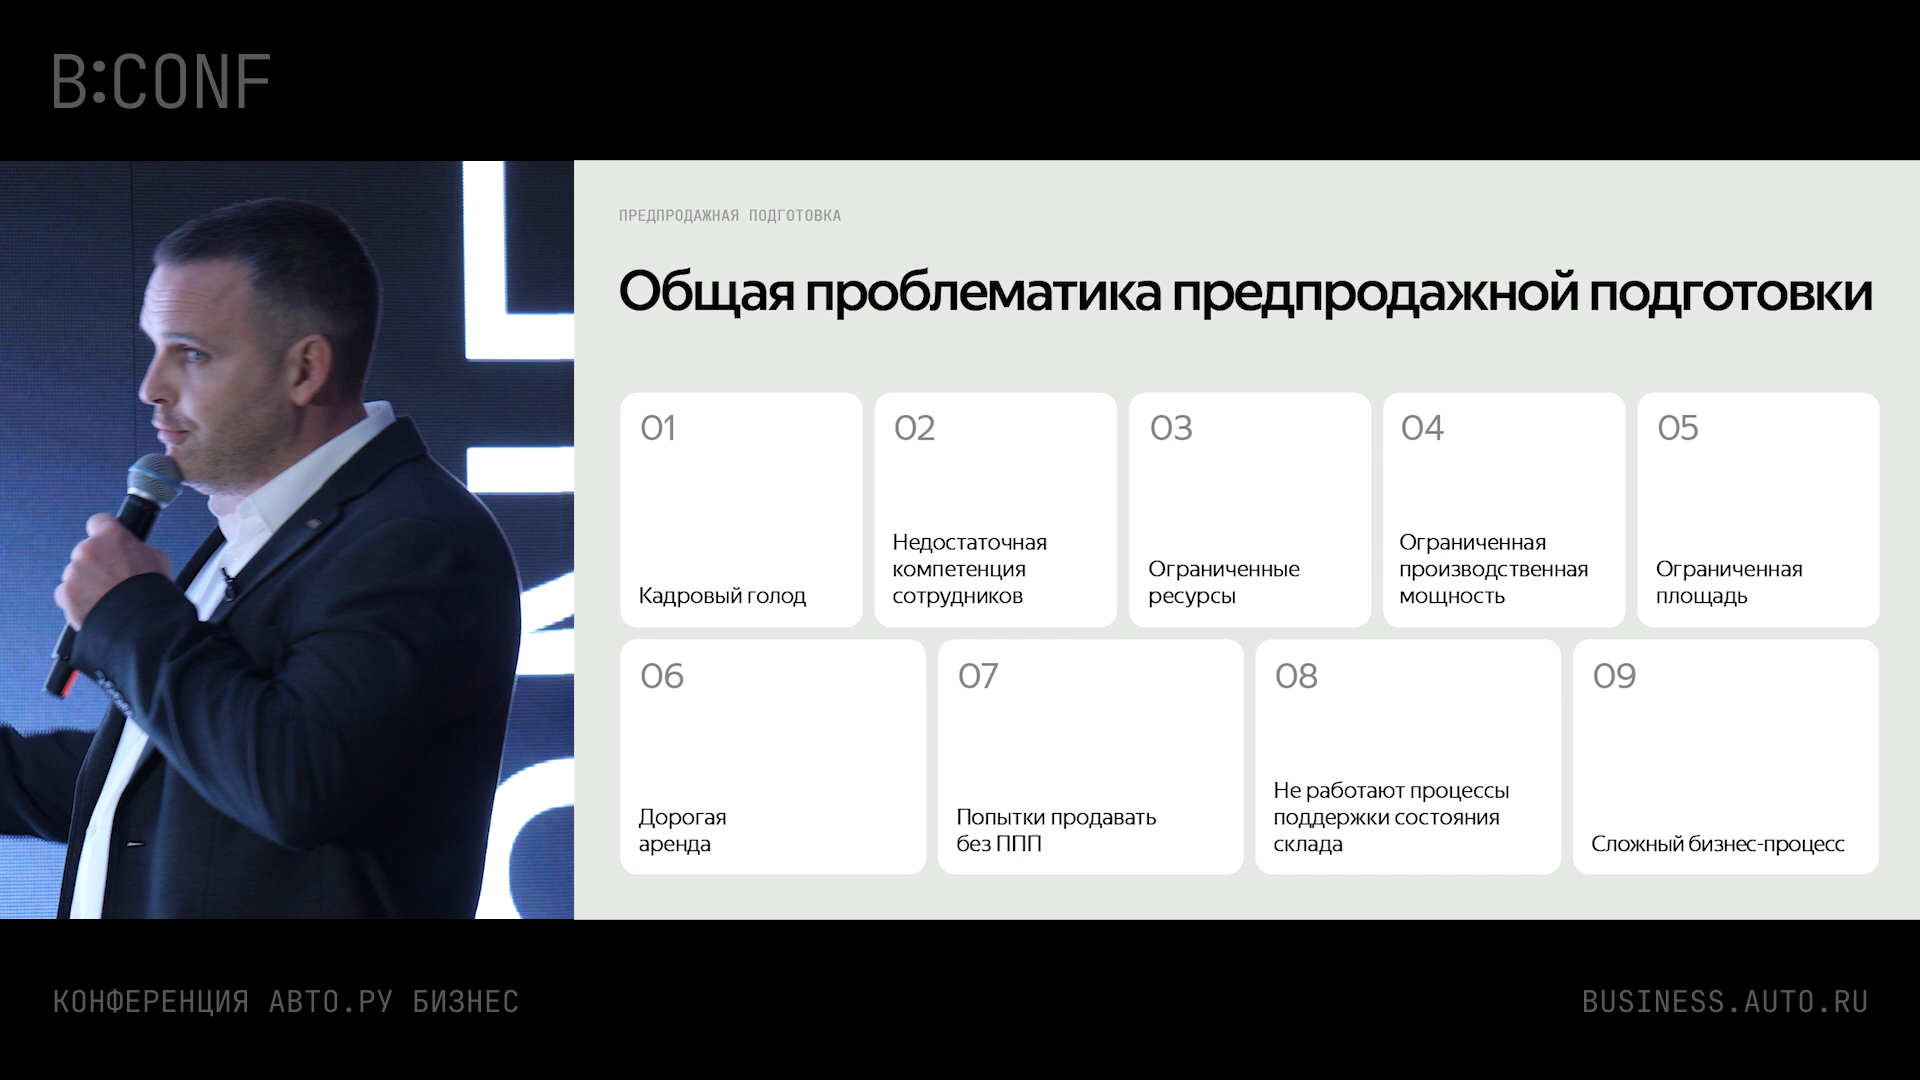 B:CONF
ПРЕДПРОДАЖНАЯ ПОДГОТОВКА
Общая проблематика предпродажной подготовки
01
Кадровый голод
02
Недостаточная
компетенция
сотрудников
03
Ограниченные
ресурсы
04
Ограниченная
производственная
мощность
05
Ограниченная
площадь
06
Дорогая
аренда
07
Попытки продавать
без ППП
08
Не работают процессы
поддержки состояния
склада
09
Сложный бизнес-процесс
КОНФЕРЕНЦИЯ АВТО.РУ БИЗНЕС
BUSINESS.AUTO.RU